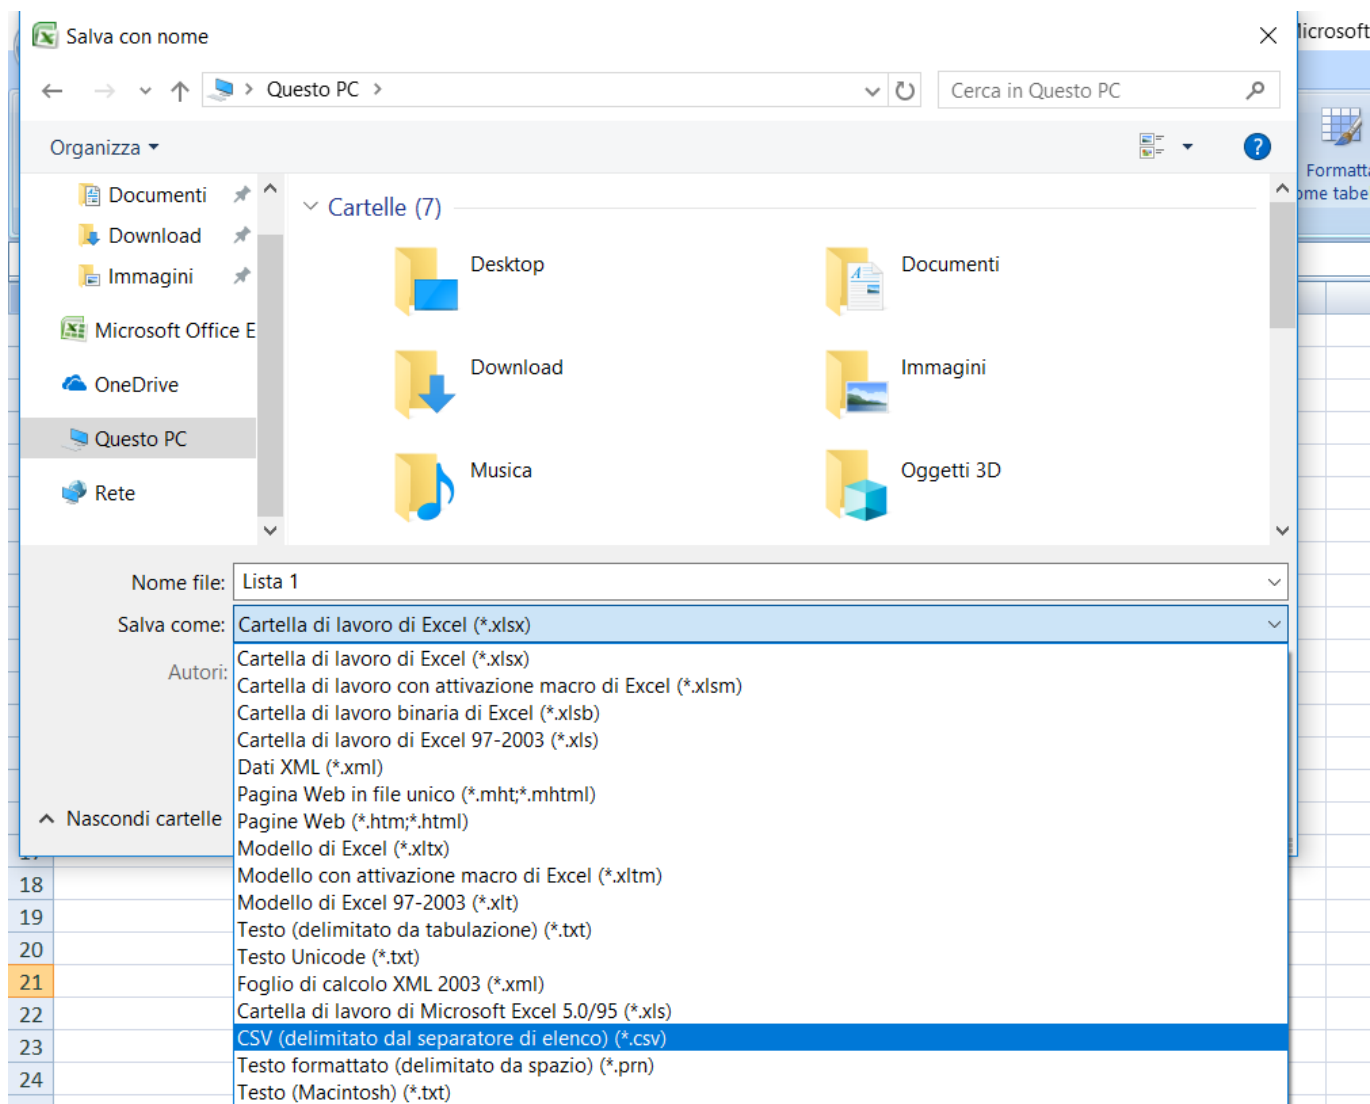 Salva con nome
icrosoft
Questo PC
Cerca in Questo PC
Organizza
?
Formatta
ome tabe
Documenti
Download
Immagini
Microsoft Office E
OneDrive
Questo PC
Rete
Cartelle (7)
Desktop
Documenti
Download
Immagini
Musica
Oggetti 3D
Nome file: Lista 1
Salva come: Cartella di lavoro di Excel (*.xlsx)
Autori:
Cartella di lavoro di Excel (*.xlsx)
Cartella di lavoro con attivazione macro di Excel (*.xlsm)
Cartella di lavoro binaria di Excel (*.xlsb)
Cartella di lavoro di Excel 97-2003 (*.xls)
Dati XML (*.xml)
Pagina Web in file unico (*.mht;*.mhtml)
Pagine Web (*.htm;*.html)
Modello di Excel (*.xltx)
Modello con attivazione macro di Excel (*.xltm)
Modello di Excel 97-2003 (*.xlt)
Testo (delimitato da tabulazione) (*.txt)
Testo Unicode (*.txt)
Foglio di calcolo XML 2003 (*.xml)
Cartella di lavoro di Microsoft Excel 5.0/95 (*.xls)
CSV (delimitato dal separatore di elenco) (*.csv)
Testo formattato (delimitato da spazio) (*.prn)
Testo (Macintosh) (*.txt)
Nascondi cartelle
17
18
19
20
21
22
23
24